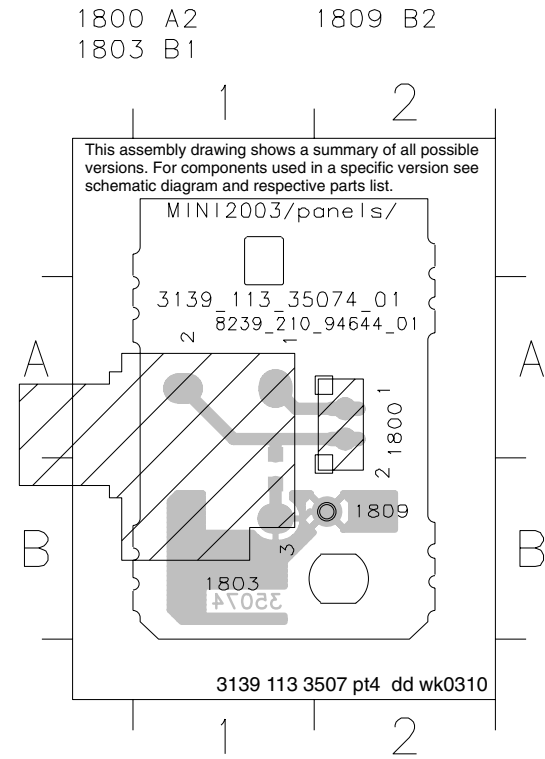 1800 A2 1809 B2
1803 B1
1 2
This assembly drawing shows a summary of all possible
versions. For components used in a specific version see
schematic diagram and respective parts list.
MINI2003/panels/
3139_113_35074_01
8239_210_94644_01
2 1
A A
1
1800
2
1809
B B
3
1803
35074
3139 113 3507 pt4 dd wk0310
1 2